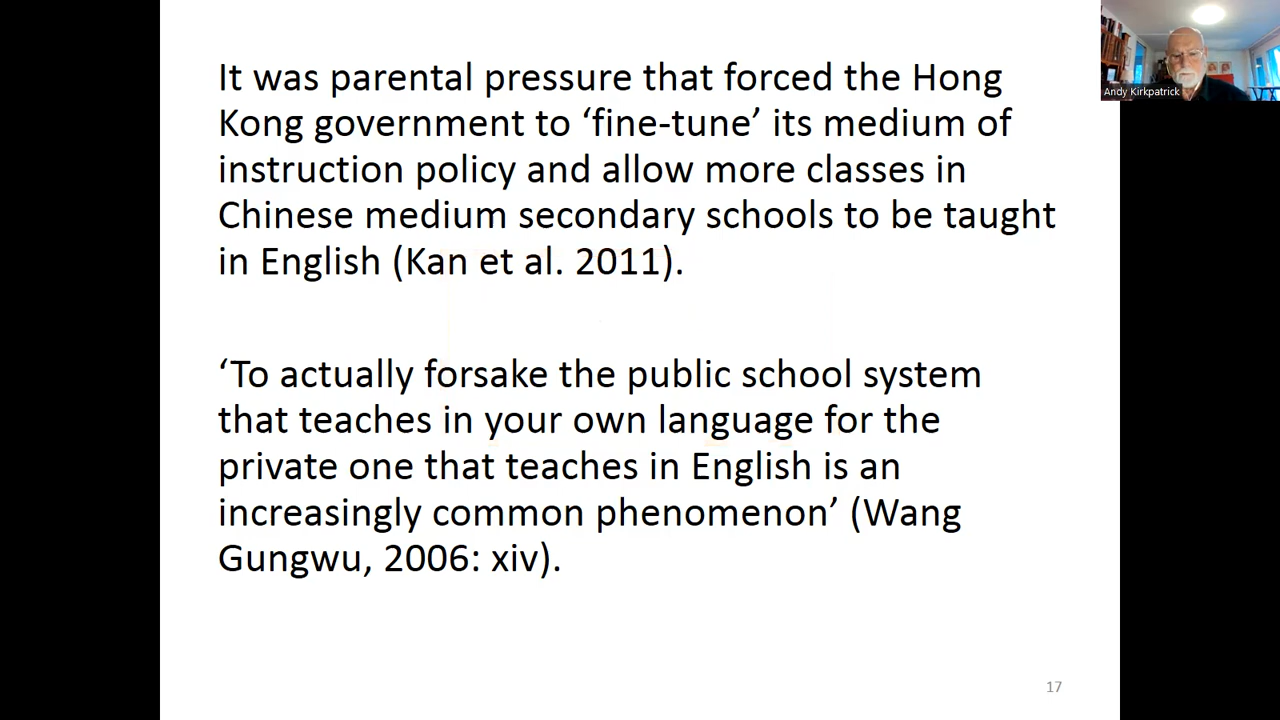 It was parental pressure that forced the Hong
Kong government to ‘fine-tune’ its medium of
instruction policy and allow more classes in
Chinese medium secondary schools to be taught
in English (Kan et al. 2011).
‘To actually forsake the public school system
that teaches in your own language for the
private one that teaches in English is an
increasingly common phenomenon’ (Wang
Gungwu, 2006: xiv).
17
Andy Kirkpatrick